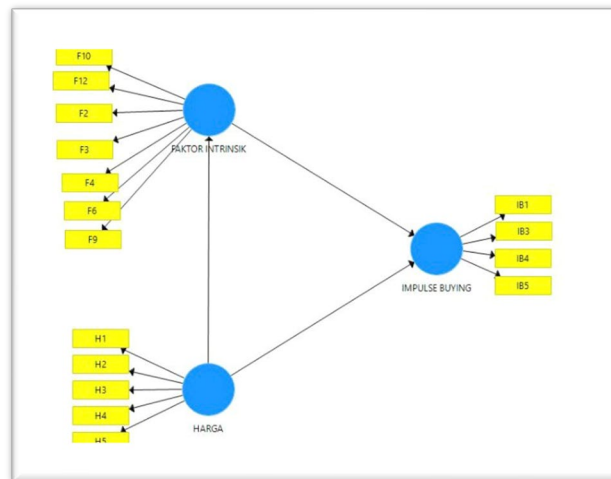 F10
F12
F2
F3
F4
F6
F9
FAKTOR INTRINSIK
IB1
IB3
IB4
IB5
IMPULSE BUYING
H1
H2
H3
H4
H5
HARGA